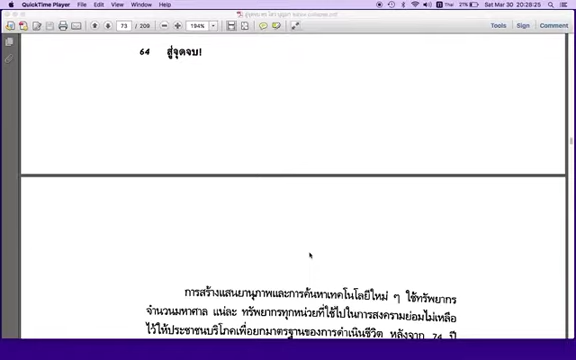 QuickTime Player File Edit View Window Help
27% Sat Mar 30 20:28:25
73 / 209 194% Tools Sign Comment
64 สู่จุดจบ!
การสร้างแสนยานุภาพและการค้นหาเทคโนโลยีใหม่ ๆ ใช้ทรัพยากร
จำนวนมหาศาล แน่ละ ทรัพยากรทุกหน่วยที่ใช้ไปในการสงครามย่อมไม่เหลือ
ไว้ให้ประชาชนบริโภคเพื่อยกมาตรฐานของการดำเนินชีวิต หลังจาก 74 ปี